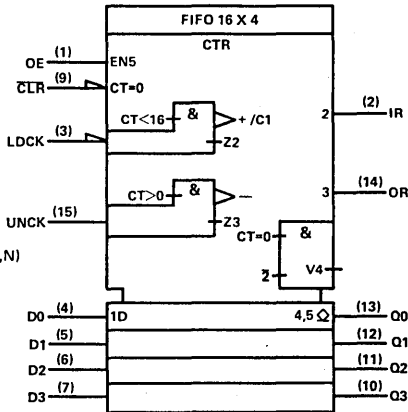 FIFO 16 X 4
CTR
OE (1) EN5
CLR (9) CT=0
CT<16 & + /C1
LDCK (3) Z2
2 (2) IR
CT>0 & −
UNCK (15) Z3
3 (14) OR
CT=0 &
2 V4
,N)
D0 (4) 1D 4,5 (13) Q0
D1 (5) (12) Q1
D2 (6) (11) Q2
D3 (7) (10) Q3